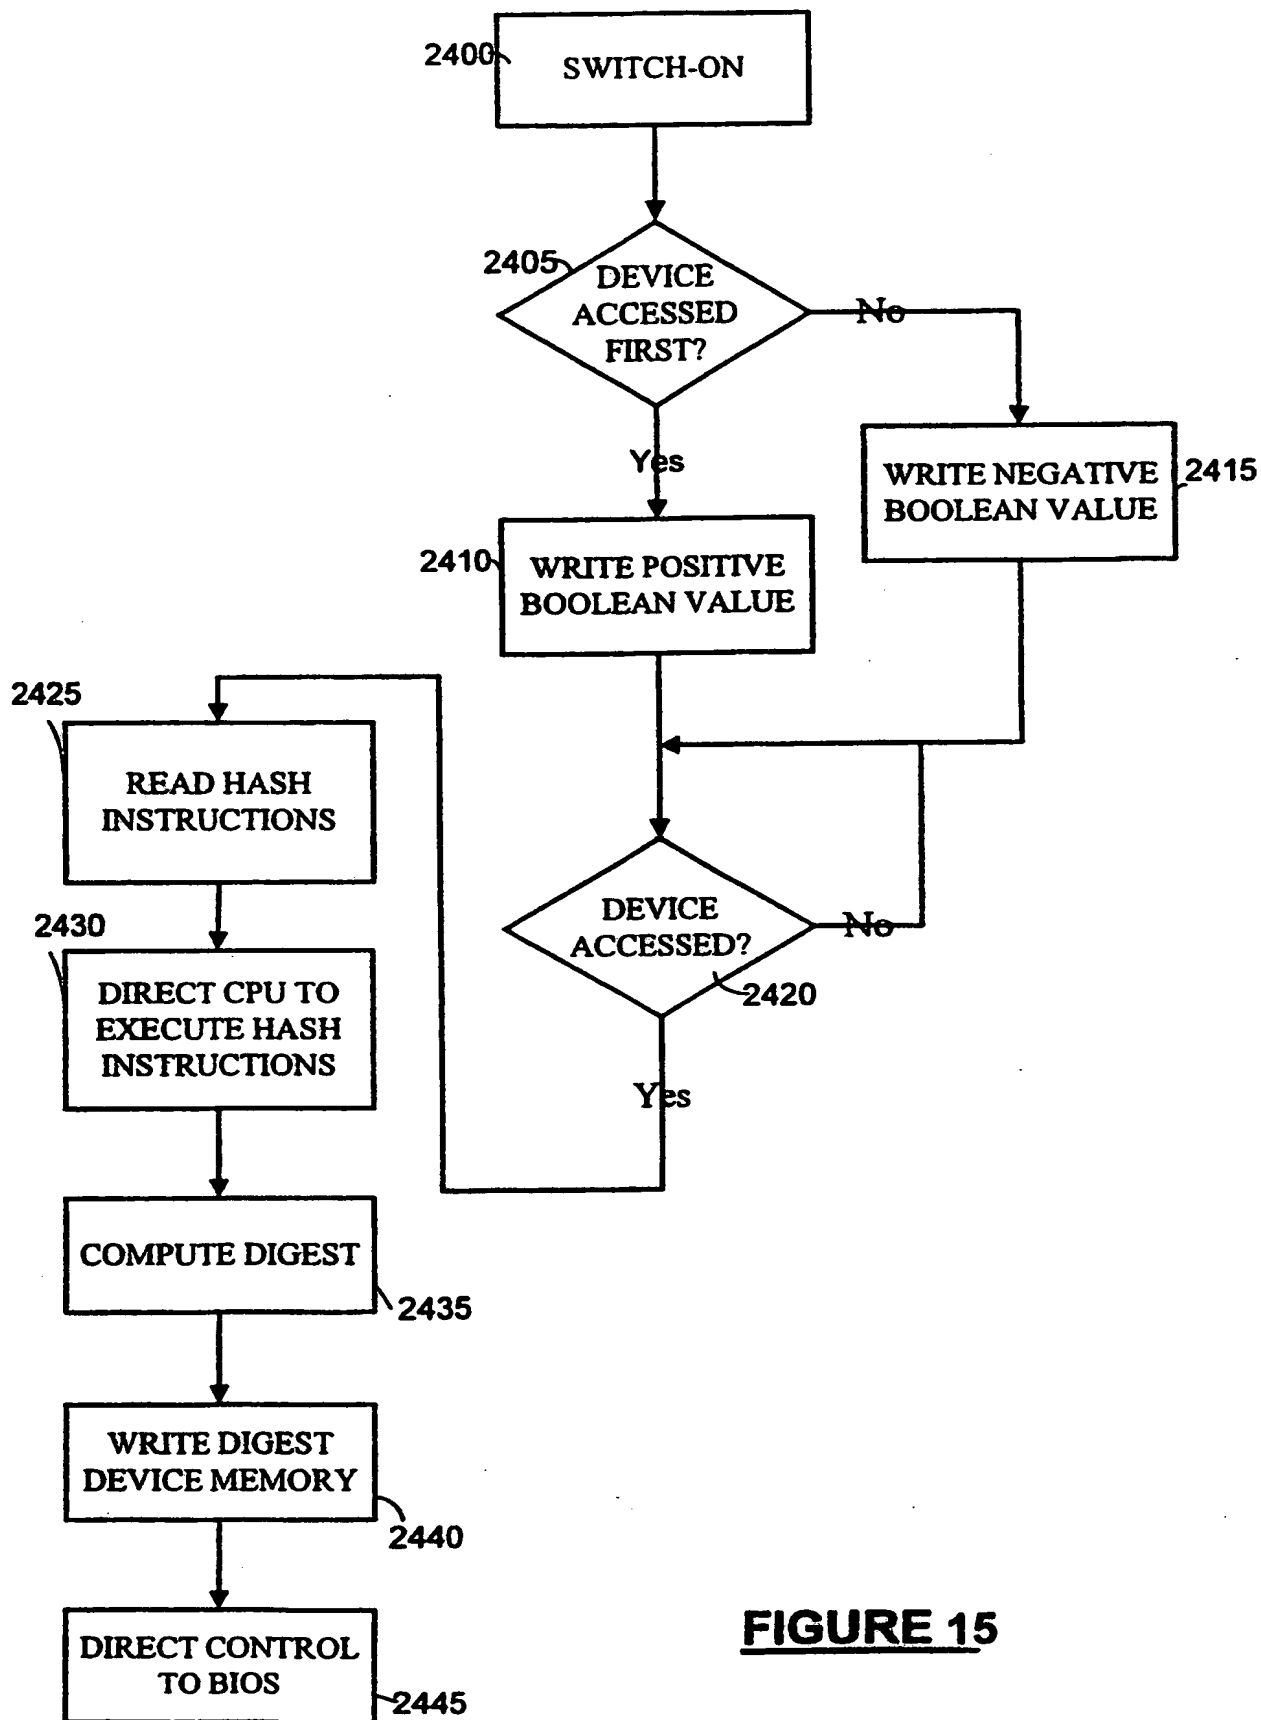 2400
SWITCH-ON
2405
DEVICE
ACCESSED
FIRST?
No
Yes
WRITE NEGATIVE
BOOLEAN VALUE
2415
2410
WRITE POSITIVE
BOOLEAN VALUE
2425
READ HASH
INSTRUCTIONS
DEVICE
ACCESSED?
No
2420
2430
DIRECT CPU TO
EXECUTE HASH
INSTRUCTIONS
Yes
COMPUTE DIGEST
2435
WRITE DIGEST
DEVICE MEMORY
2440
DIRECT CONTROL
TO BIOS
2445
FIGURE 15